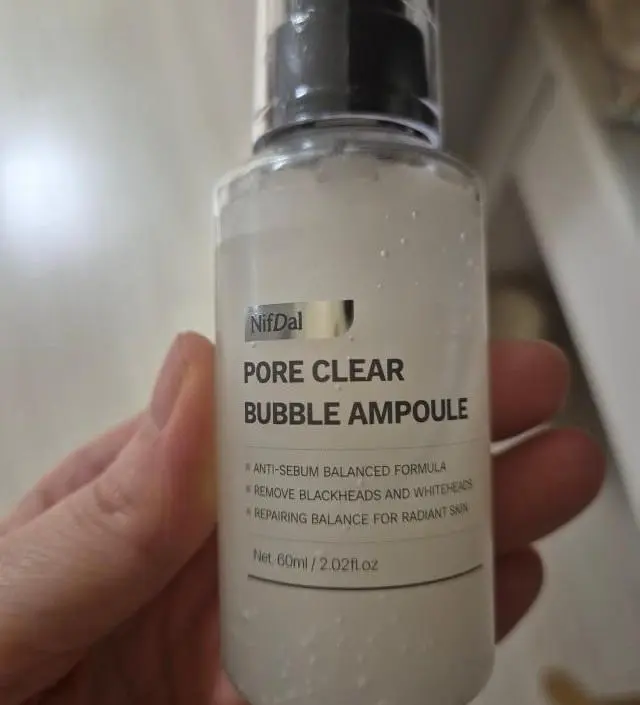 NifDal
PORE CLEAR
BUBBLE AMPOULE
ANTI-SEBUM BALANCED FORMULA
REMOVE BLACKHEADS AND WHITEHEADS
REPAIRING BALANCE FOR RADIANT SKIN
Net. 60ml / 2.02fl.oz